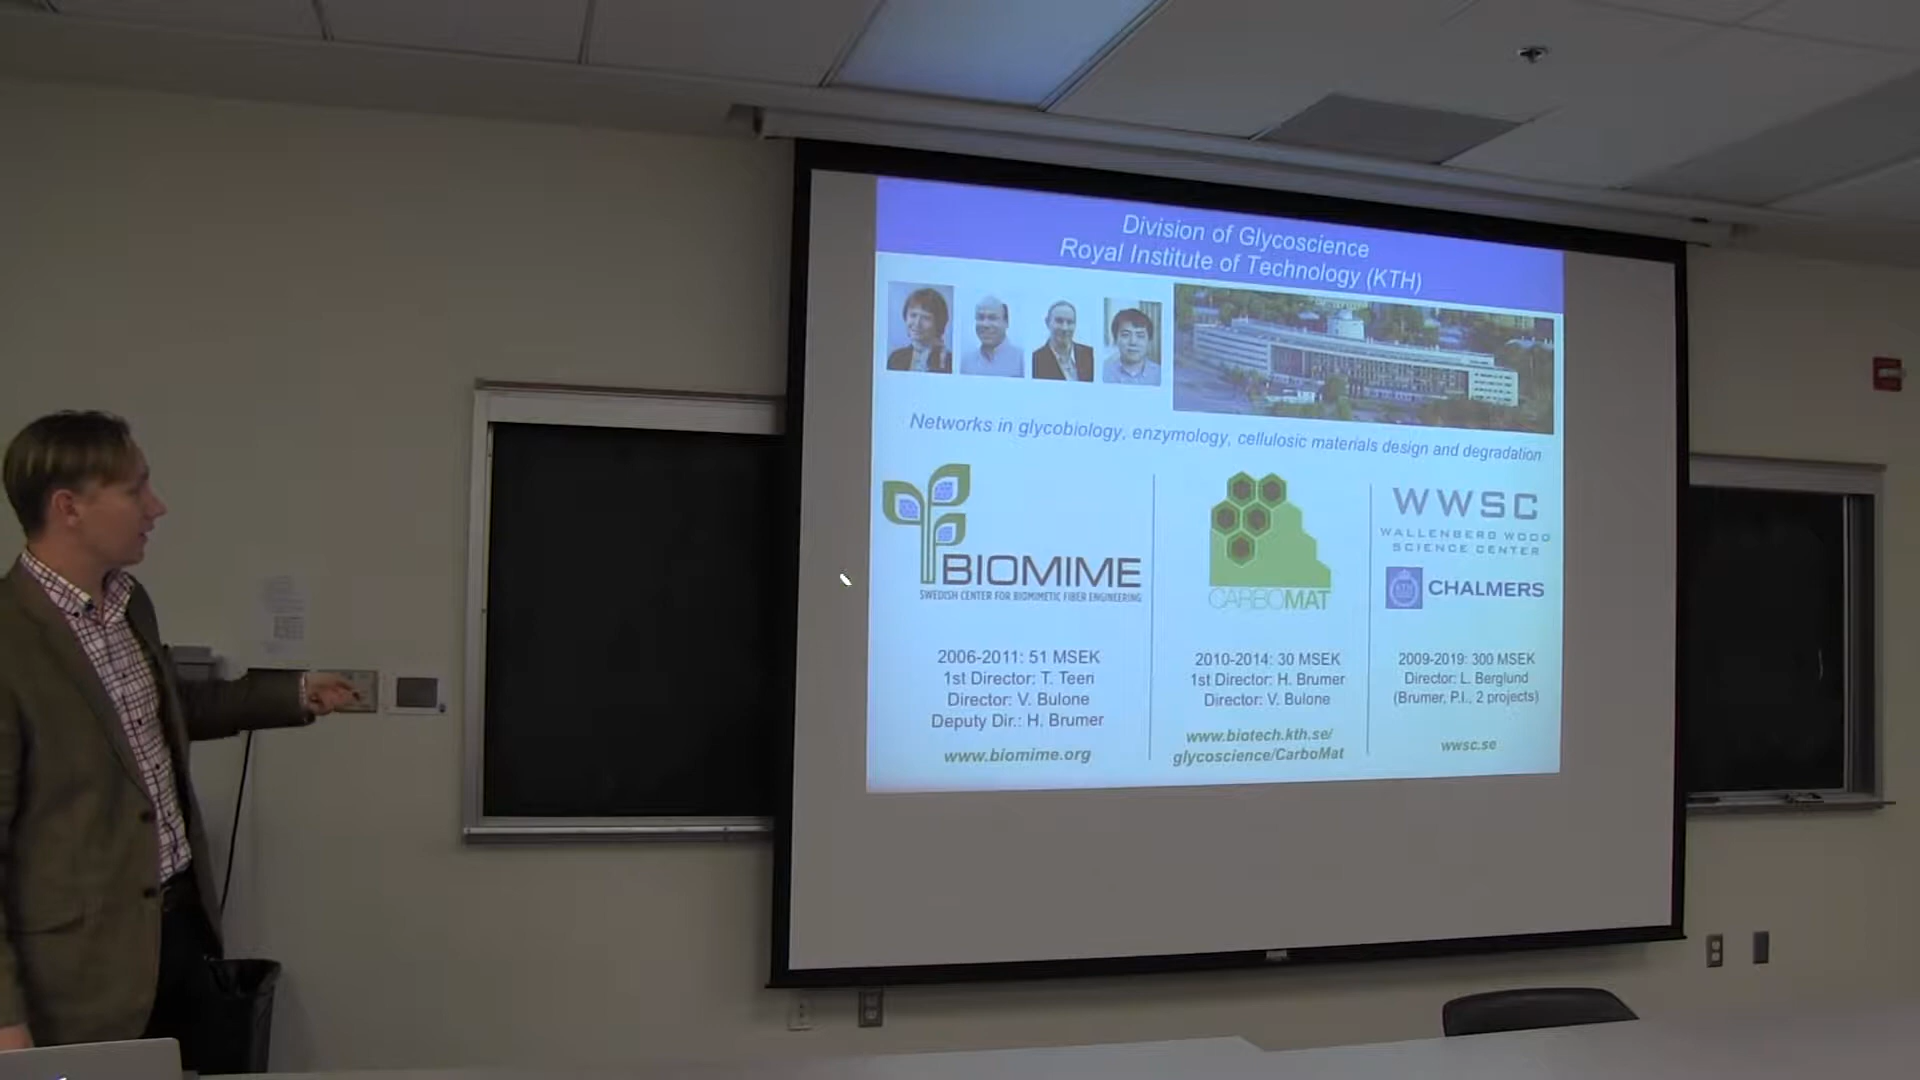 Division of Glycoscience
Royal Institute of Technology (KTH)
Networks in glycobiology, enzymology, cellulosic materials design and degradation
BIOMIME
SWEDISH CENTER FOR BIOMIMETIC FIBER ENGINEERING
2006-2011: 51 MSEK
1st Director: T. Teeri
Director: V. Bulone
Deputy Dir.: H. Brumer
www.biomime.org
CARBOMAT
2010-2014: 30 MSEK
1st Director: H. Brumer
Director: V. Bulone
www.biotech.kth.se/
glycoscience/CarboMat
WWSC
WALLENBERG WOOD
SCIENCE CENTER
KTH
CHALMERS
2009-2019: 300 MSEK
Director: L. Berglund
(Brumer, P.I., 2 projects)
wwsc.se